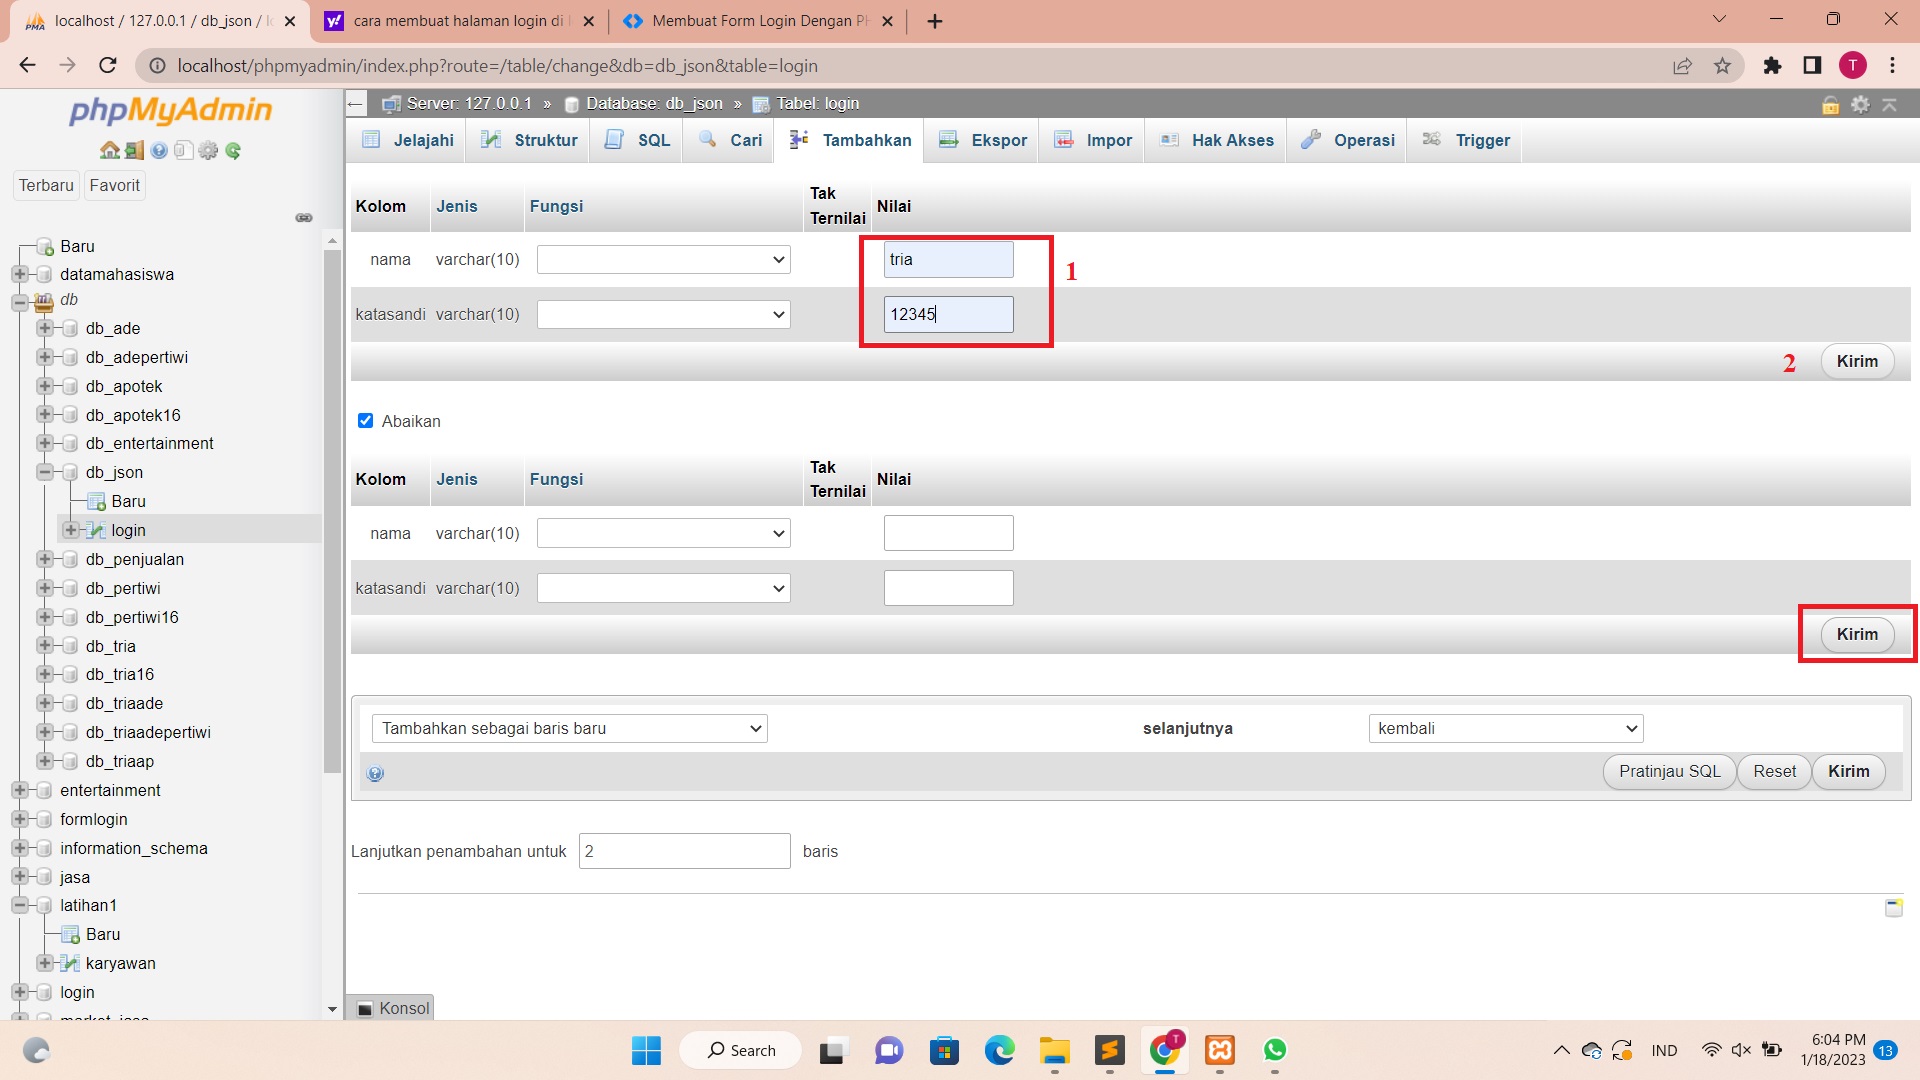 localhost / 127.0.0.1 / db_json / l
cara membuat halaman login di
Membuat Form Login Dengan PH
localhost/phpmyadmin/index.php?route=/table/change&db=db_json&table=login
T
phpMyAdmin
Terbaru
Favorit
Baru
datamahasiswa
db
db_ade
db_adepertiwi
db_apotek
db_apotek16
db_entertainment
db_json
Baru
login
db_penjualan
db_pertiwi
db_pertiwi16
db_tria
db_tria16
db_triaade
db_triaadepertiwi
db_triaap
entertainment
formlogin
information_schema
jasa
latihan1
Baru
karyawan
login
Server: 127.0.0.1 » Database: db_json » Tabel: login
Jelajahi Struktur SQL Cari Tambahkan Ekspor Impor Hak Akses Operasi Trigger
Kolom Jenis Fungsi Tak Ternilai Nilai
nama varchar(10) tria
1
katasandi varchar(10) 12345
2 Kirim
Abaikan
Kolom Jenis Fungsi Tak Ternilai Nilai
nama varchar(10)
katasandi varchar(10)
Kirim
Tambahkan sebagai baris baru selanjutnya kembali
Pratinjau SQL Reset Kirim
Lanjutkan penambahan untuk 2 baris
Konsol
Search
IND
6:04 PM
1/18/2023
13